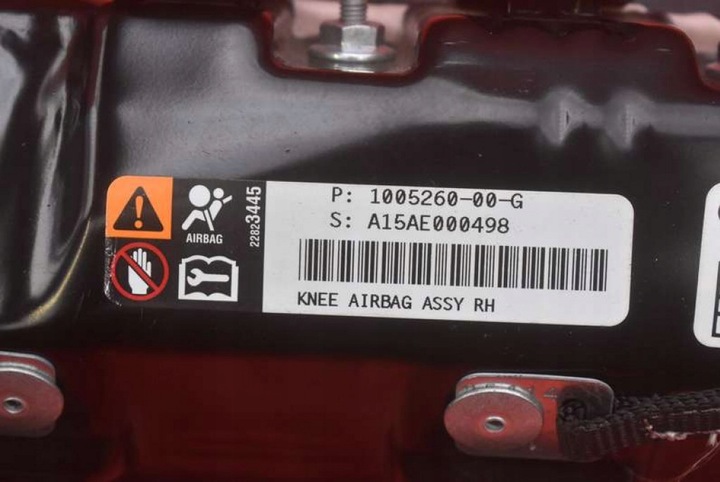 P: 1005260-00-G
S: A15AE000498
KNEE AIRBAG ASSY RH
AIRBAG
22823445